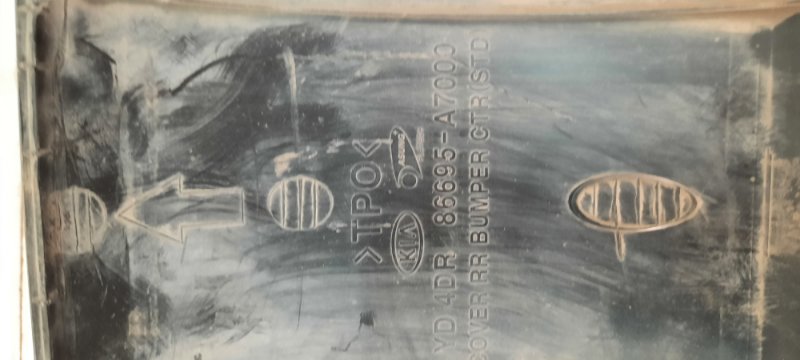 >TPO<
KIA
YD 4DR 86695-A7000
COVER RR BUMPER CTR(STD